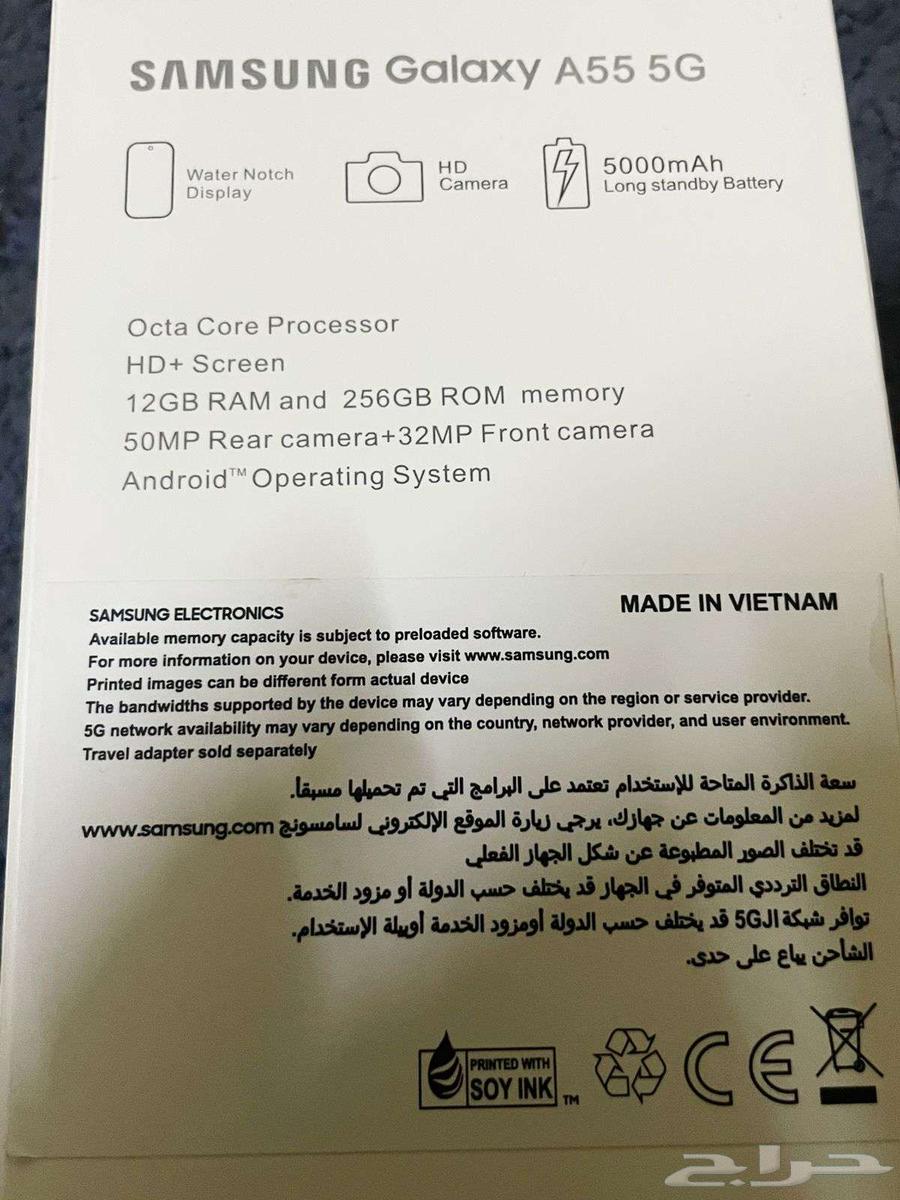 SAMSUNG Galaxy A55 5G
Water Notch
Display
HD
Camera
5000mAh
Long standby Battery
Octa Core Processor
HD+ Screen
12GB RAM and 256GB ROM memory
50MP Rear camera+32MP Front camera
Android™ Operating System
SAMSUNG ELECTRONICS
MADE IN VIETNAM
Available memory capacity is subject to preloaded software.
For more information on your device, please visit www.samsung.com
Printed images can be different form actual device
The bandwidths supported by the device may vary depending on the region or service provider.
5G network availability may vary depending on the country, network provider, and user environment.
Travel adapter sold separately
سعة الذاكرة المتاحة للإستخدام تعتمد على البرامج التي تم تحميلها مسبقاً.
لمزيد من المعلومات عن جهازك، يرجي زيارة الموقع الإلكتروني لسامسونج www.samsung.com
قد تختلف الصور المطبوعة عن شكل الجهاز الفعلي
النطاق الترددي المتوفر في الجهاز قد يختلف حسب الدولة أو مزود الخدمة.
توافر شبكة الـ5G قد يختلف حسب الدولة أومزود الخدمة أوبيلة الإستخدام.
الشاحن يباع على حدى.
PRINTED WITH
SOY INK™
CE
حراج